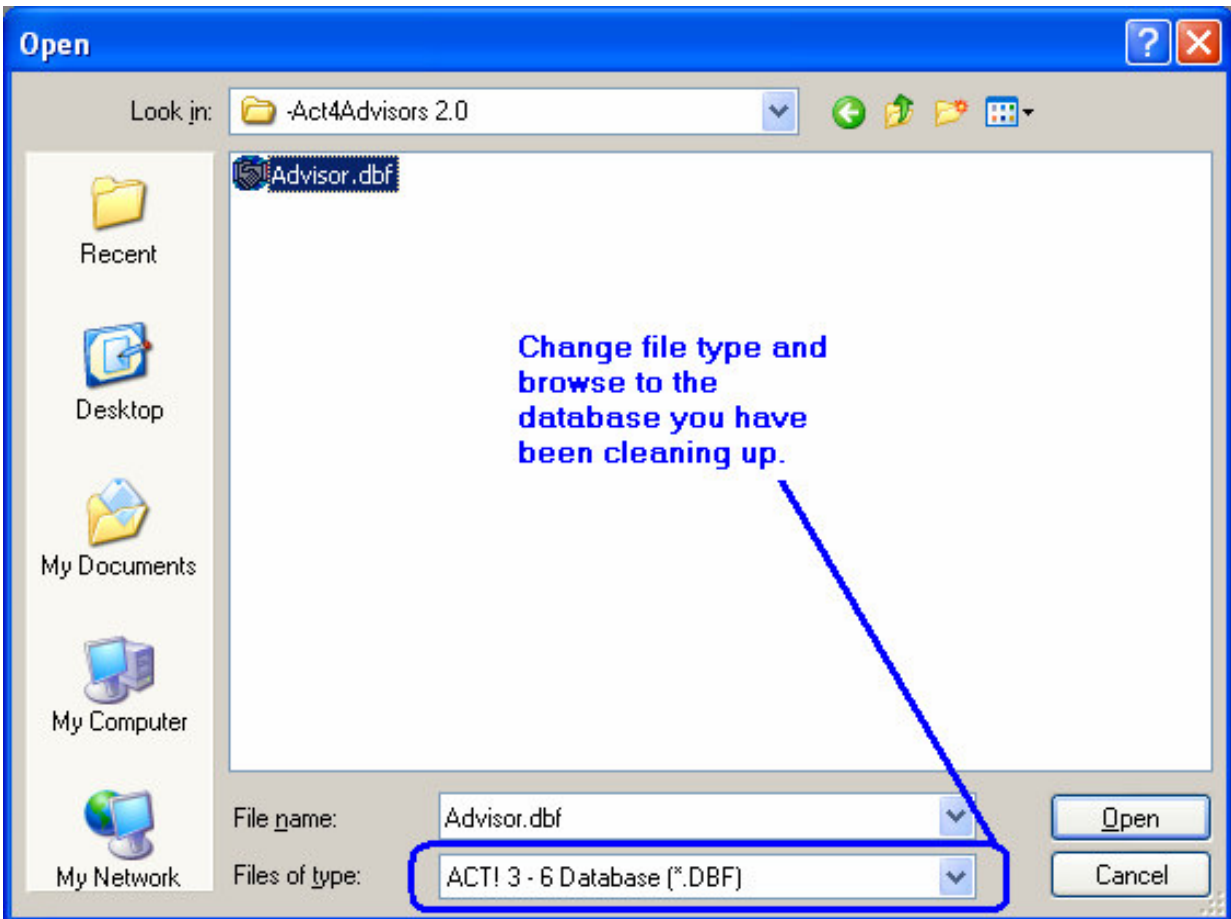 Open
Look in:
-Act4Advisors 2.0
Advisor.dbf
Recent
Desktop
My Documents
My Computer
My Network
Change file type and
browse to the
database you have
been cleaning up.
File name:
Advisor.dbf
Open
Files of type:
ACT! 3 - 6 Database (*.DBF)
Cancel